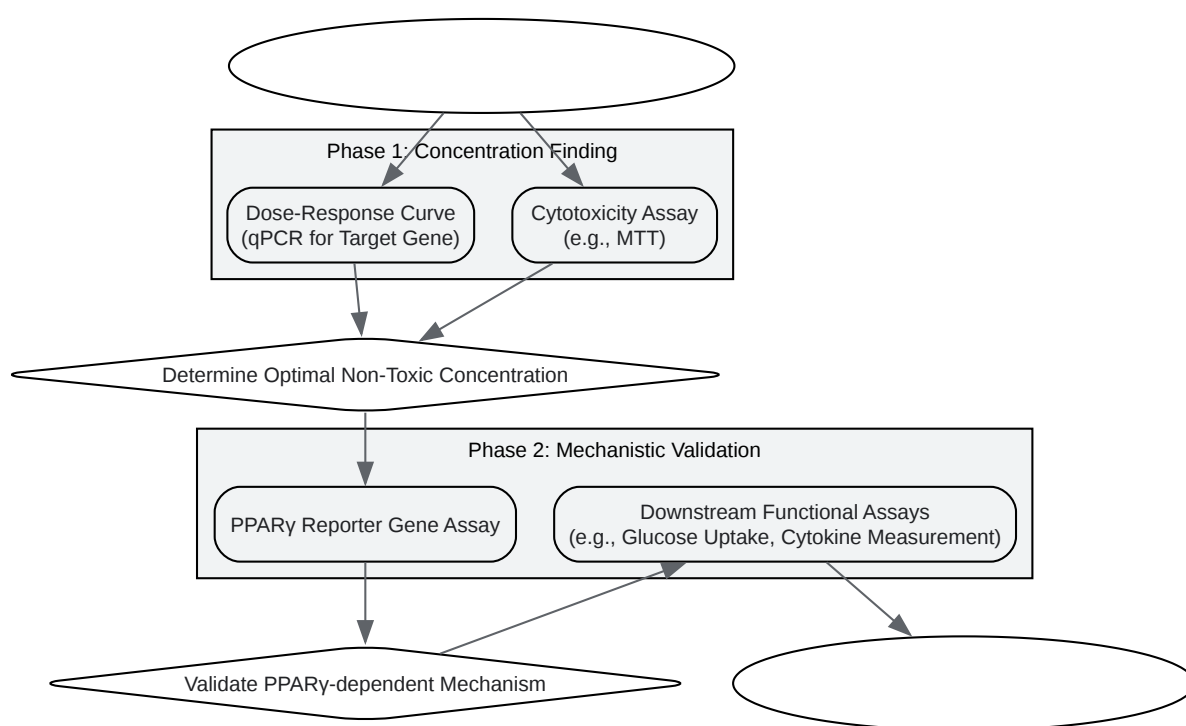 Phase 1: Concentration Finding
Dose-Response Curve
(qPCR for Target Gene)
Cytotoxicity Assay
(e.g., MTT)
Determine Optimal Non-Toxic Concentration
Phase 2: Mechanistic Validation
PPARγ Reporter Gene Assay
Downstream Functional Assays
(e.g., Glucose Uptake, Cytokine Measurement)
Validate PPARγ-dependent Mechanism